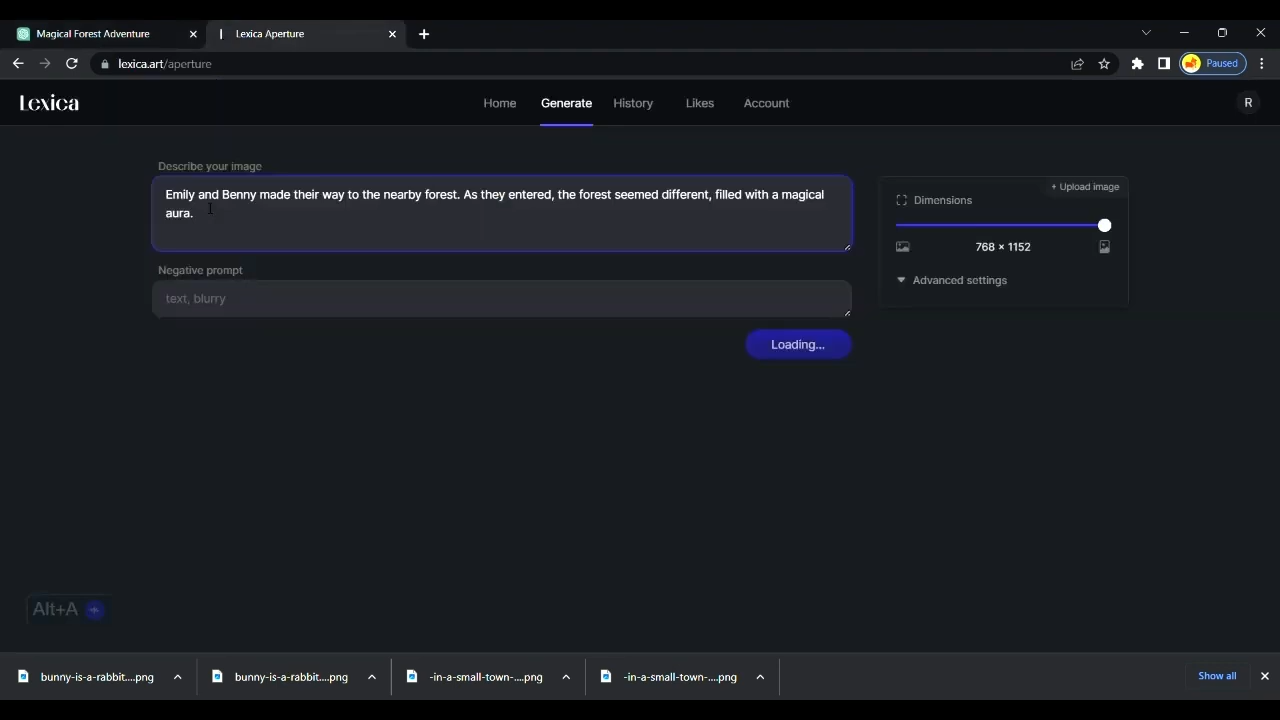 Magical Forest Adventure
Lexica Aperture
lexica.art/aperture
Paused
Lexica
Home
Generate
History
Likes
Account
R
Describe your image
Emily and Benny made their way to the nearby forest. As they entered, the forest seemed different, filled with a magical
aura.
+ Upload image
Dimensions
768 × 1152
Advanced settings
Negative prompt
text, blurry
Loading...
Alt+A
bunny-is-a-rabbit....png
bunny-is-a-rabbit....png
-in-a-small-town-....png
-in-a-small-town-....png
Show all